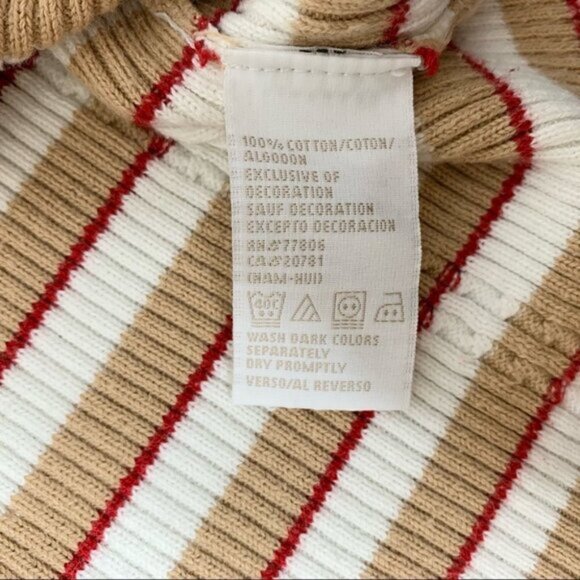 100% COTTON/COTON/
ALGODON
EXCLUSIVE OF
DECORATION
SAUF DECORATION
EXCEPTO DECORACION
RN#77806
CA#20781
(NAM-HUI)
40C
WASH DARK COLORS
SEPARATELY
DRY PROMPTLY
VERSO/AL REVERSO